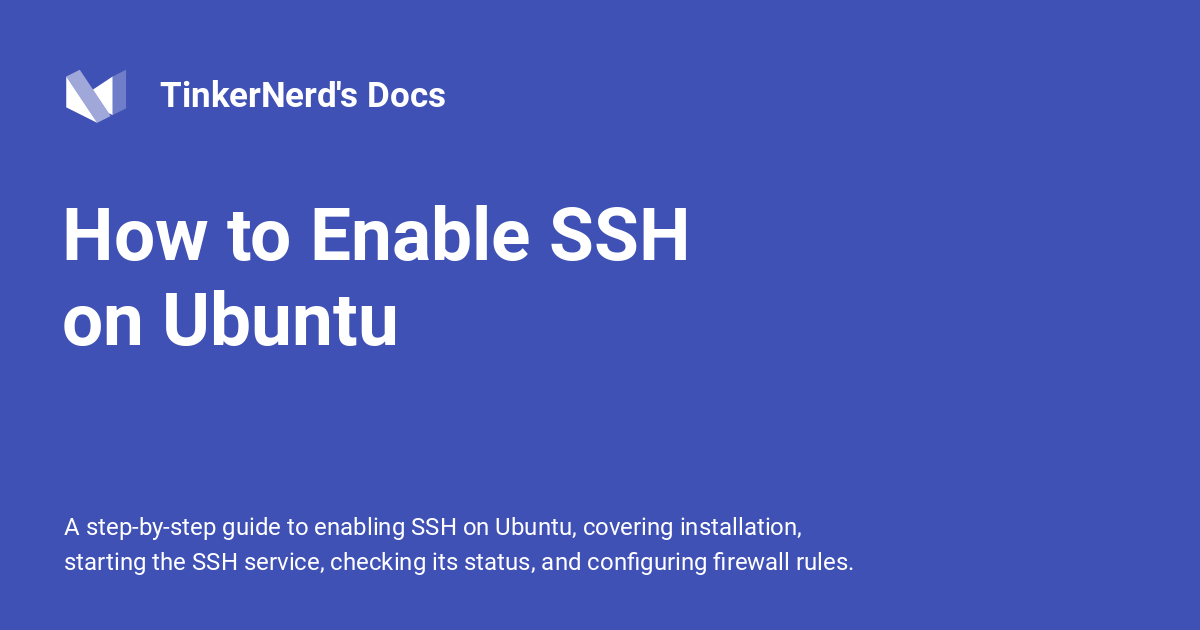 TinkerNerd's Docs
How to Enable SSH
on Ubuntu
A step-by-step guide to enabling SSH on Ubuntu, covering installation,
starting the SSH service, checking its status, and configuring firewall rules.